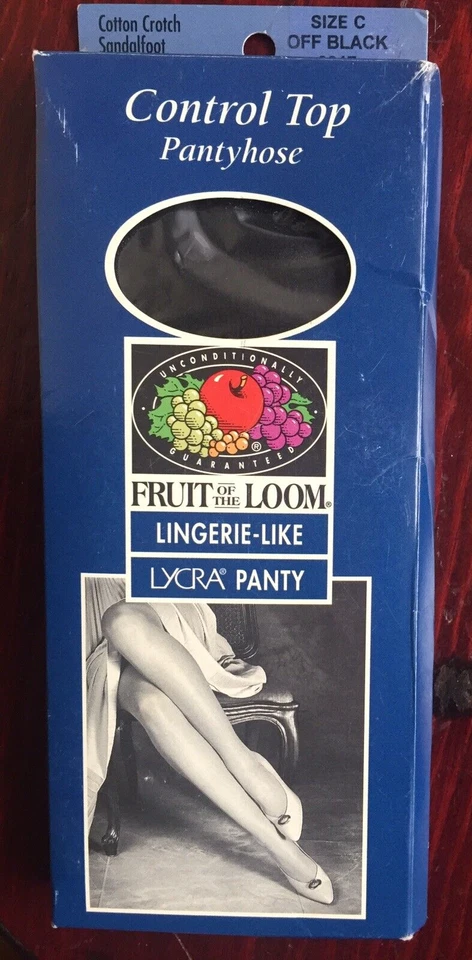 Cotton Crotch
Sandalfoot
SIZE C
OFF BLACK
Control Top
Pantyhose
UNCONDITIONALLY
GUARANTEED
®
FRUIT OF THE LOOM®
LINGERIE-LIKE
LYCRA® PANTY